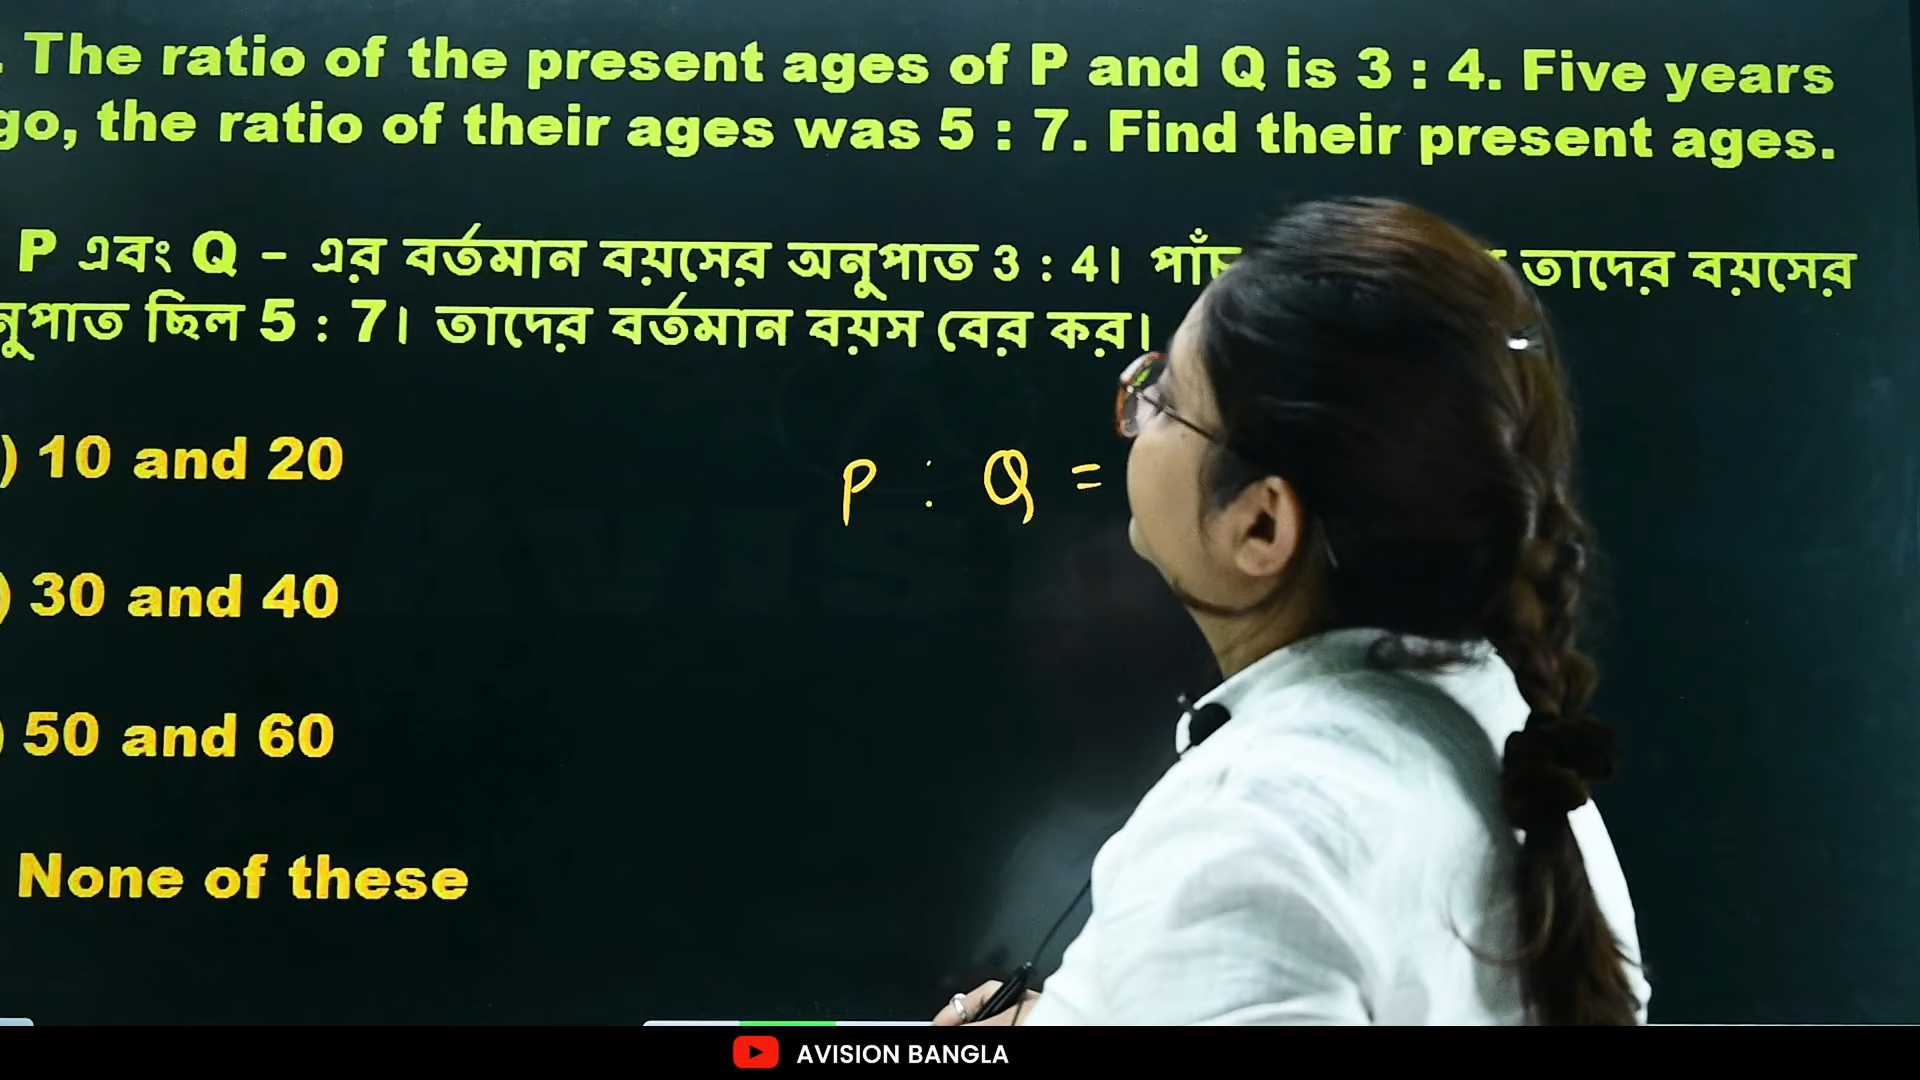 The ratio of the present ages of P and Q is 3 : 4. Five years
go, the ratio of their ages was 5 : 7. Find their present ages.
P এবং Q – এর বর্তমান বয়সের অনুপাত 3 : 4। পাঁচ তাদের বয়সের
নুপাত ছিল 5 : 7। তাদের বর্তমান বয়স বের কর।
) 10 and 20
P : Q =
) 30 and 40
) 50 and 60
None of these
AVISION BANGLA